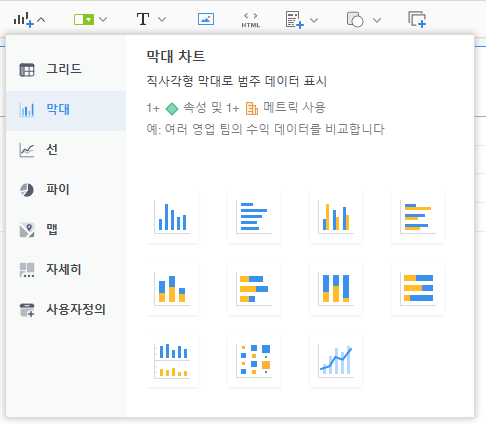 HTML
그리드
막대
선
파이
맵
자세히
사용자정의
막대 차트
직사각형 막대로 범주 데이터 표시
1+ 속성 및 1+ 메트릭 사용
예: 여러 영업 팀의 수익 데이터를 비교합니다